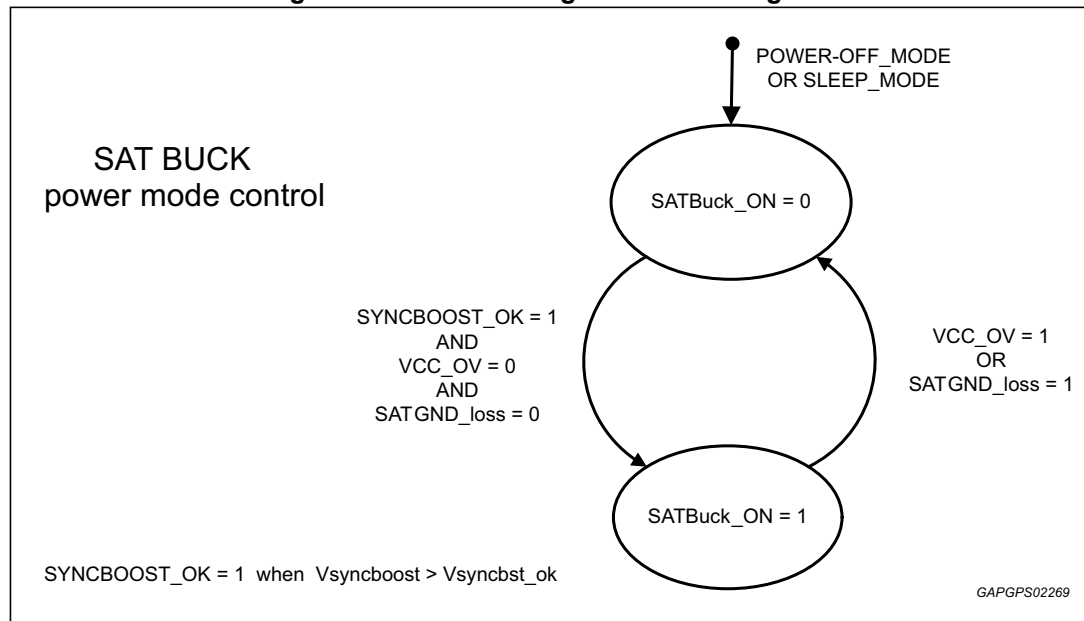 POWER-OFF_MODE
OR SLEEP_MODE
SAT BUCK
power mode control
SATBuck_ON = 0
SYNCBOOST_OK = 1
AND
VCC_OV = 0
AND
SATGND_loss = 0
VCC_OV = 1
OR
SATGND_loss = 1
SATBuck_ON = 1
SYNCBOOST_OK = 1 when Vsyncboost > Vsyncbst_ok
GAPGPS02269